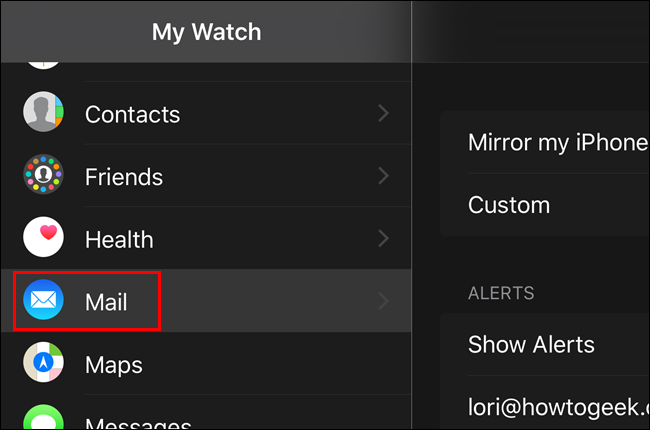 My Watch
Contacts
Friends
Health
Mail
Maps
Messages
Mirror my iPhone
Custom
ALERTS
Show Alerts
lori@howtogeek.